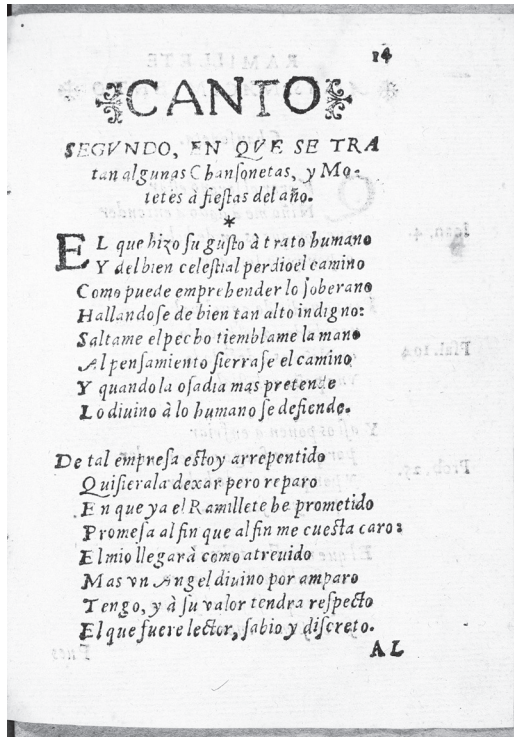 14
CANTO
SEGVNDO, EN QVE SE TRA
tan algunas Chanſonetas, y Mo-
tetes à fieſtas del año.
*
EL que hizo ſu guſto à trato humano
Y del bien celeſtial perdio el camino
Como puede emprehender lo ſoberano
Hallandoſe de bien tan alto indigno:
Saltame el pecho tiemblame la mano
Al penſamiento ſierraſe el camino
Y quando la oſadia mas pretende
Lo diuino à lo humano ſe defiende.
De tal empreſa eſtoy arrepentido
Quiſierala dexar pero reparo
En que ya el Ramillete he prometido
Promeſa al fin que al fin me cueſta caro:
El mio llegarà como atreuido
Mas vn Angel diuino por amparo
Tengo, y à ſu valor tendra reſpecto
El que fuere lector, ſabio y diſcreto.
AL